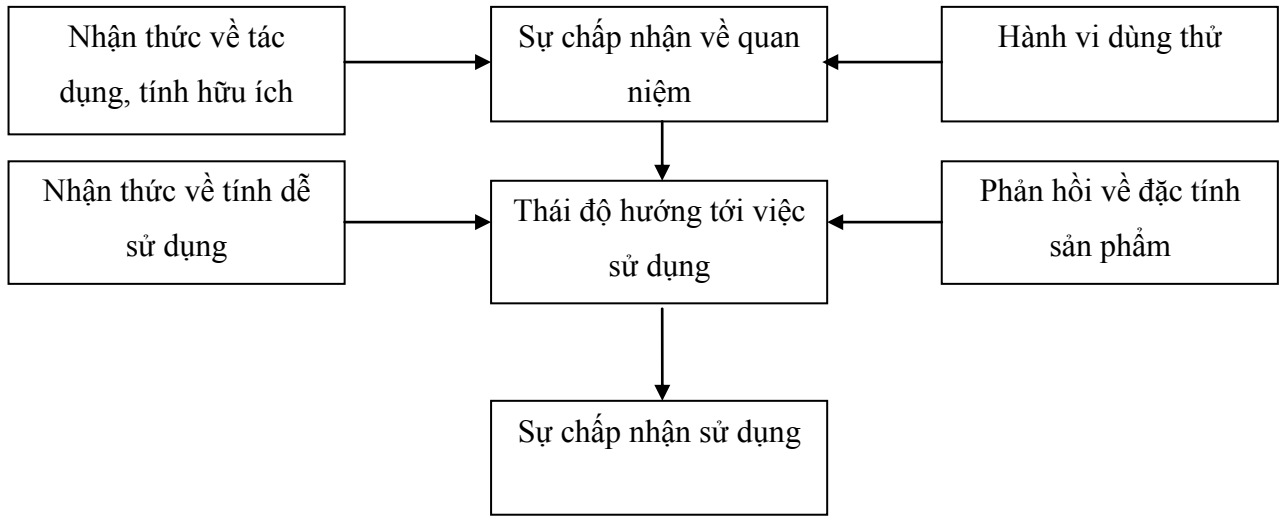 Nhận thức về tác
dụng, tính hữu ích
Sự chấp nhận về quan
niệm
Hành vi dùng thử
Nhận thức về tính dễ
sử dụng
Thái độ hướng tới việc
sử dụng
Phản hồi về đặc tính
sản phẩm
Sự chấp nhận sử dụng